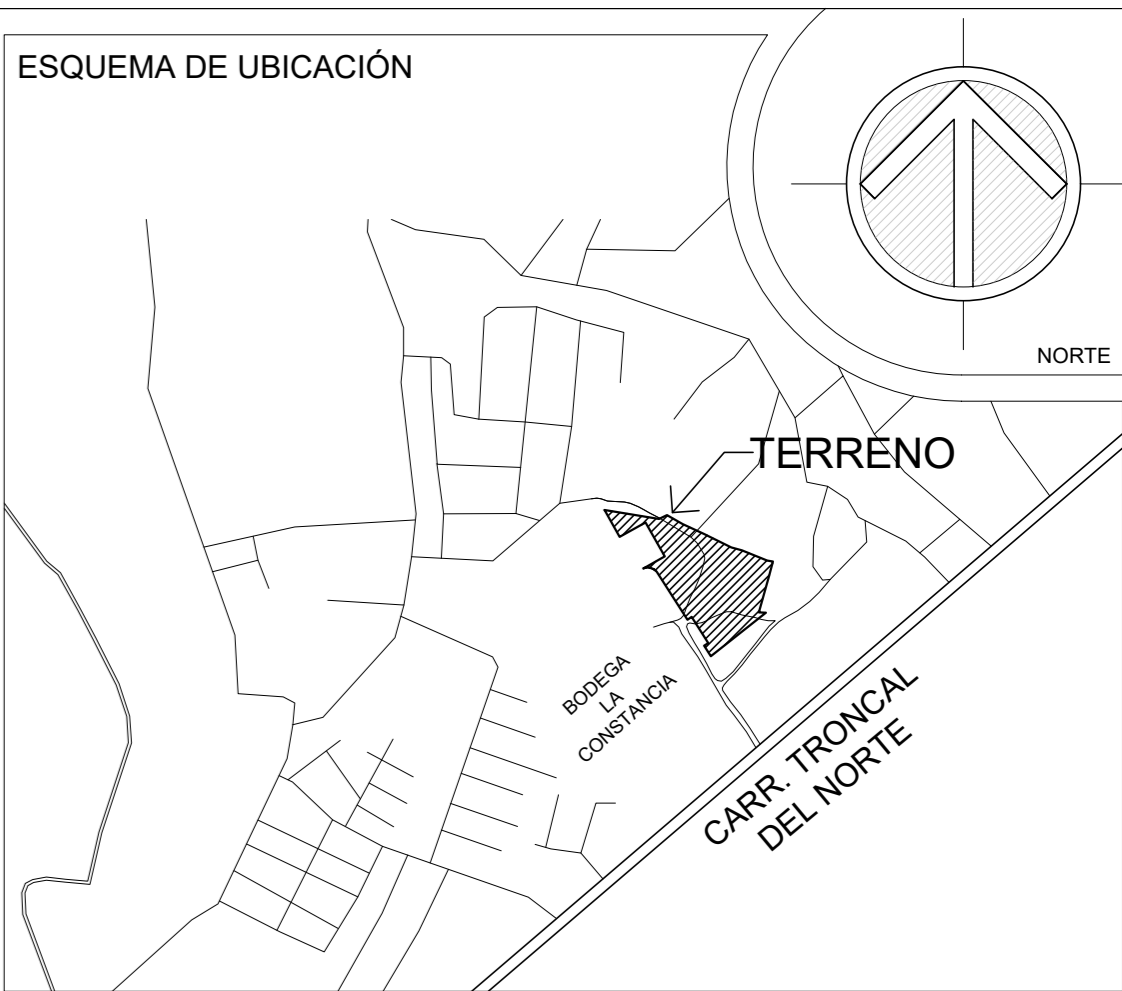 ESQUEMA DE UBICACIÓN
NORTE
TERRENO
BODEGA
LA
CONSTANCIA
CARR. TRONCAL
DEL NORTE